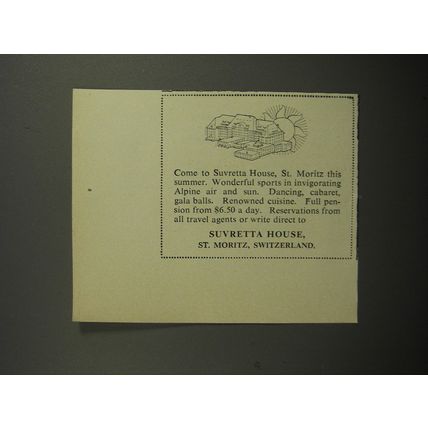 Come to Suvretta House, St. Moritz this
summer. Wonderful sports in invigorating
Alpine air and sun. Dancing, cabaret,
gala balls. Renowned cuisine. Full pen-
sion from $6.50 a day. Reservations from
all travel agents or write direct to
SUVRETTA HOUSE,
ST. MORITZ, SWITZERLAND.